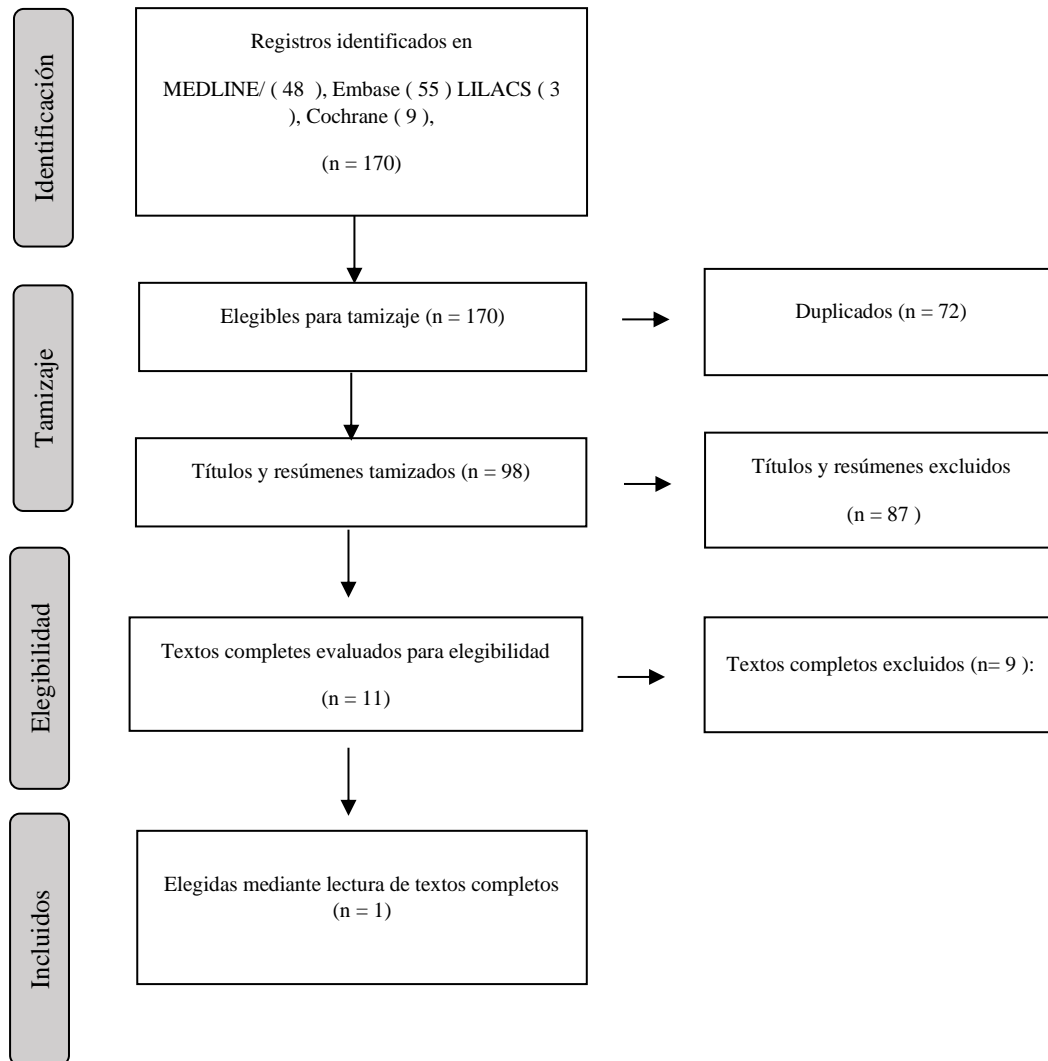 Identificación
Registros identificados en
MEDLINE/ ( 48 ), Embase ( 55 ) LILACS ( 3
), Cochrane ( 9 ),
(n = 170)
Tamizaje
Elegibles para tamizaje (n = 170)
Duplicados (n = 72)
Títulos y resúmenes tamizados (n = 98)
Títulos y resúmenes excluidos
(n = 87 )
Elegibilidad
Textos completes evaluados para elegibilidad
(n = 11)
Textos completos excluidos (n= 9 ):
Incluidos
Elegidas mediante lectura de textos completos
(n = 1)